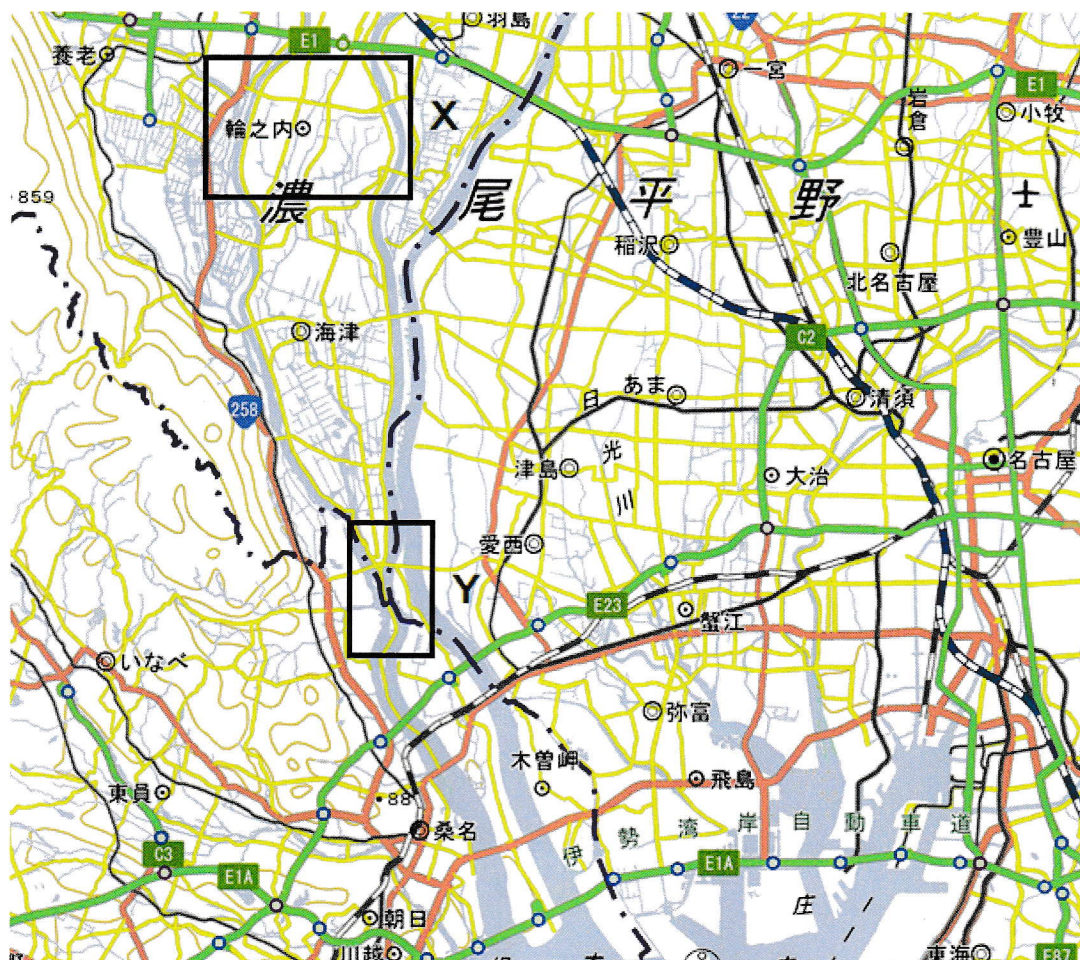 羽島
22
養老
E1
一宮
E1
岩倉
小牧
X
輪之内
859
濃尾平野
士
豊山
稲沢
北名古屋
海津
C2
あま
日光川
清須
258
津島
大治
名古屋
愛西
Y
E23
蟹江
いなべ
弥富
木曽岬
飛島
東員
88
桑名
伊勢湾岸自動車道
C3
E1A
E1A
庄
朝日
川越
東海
E87